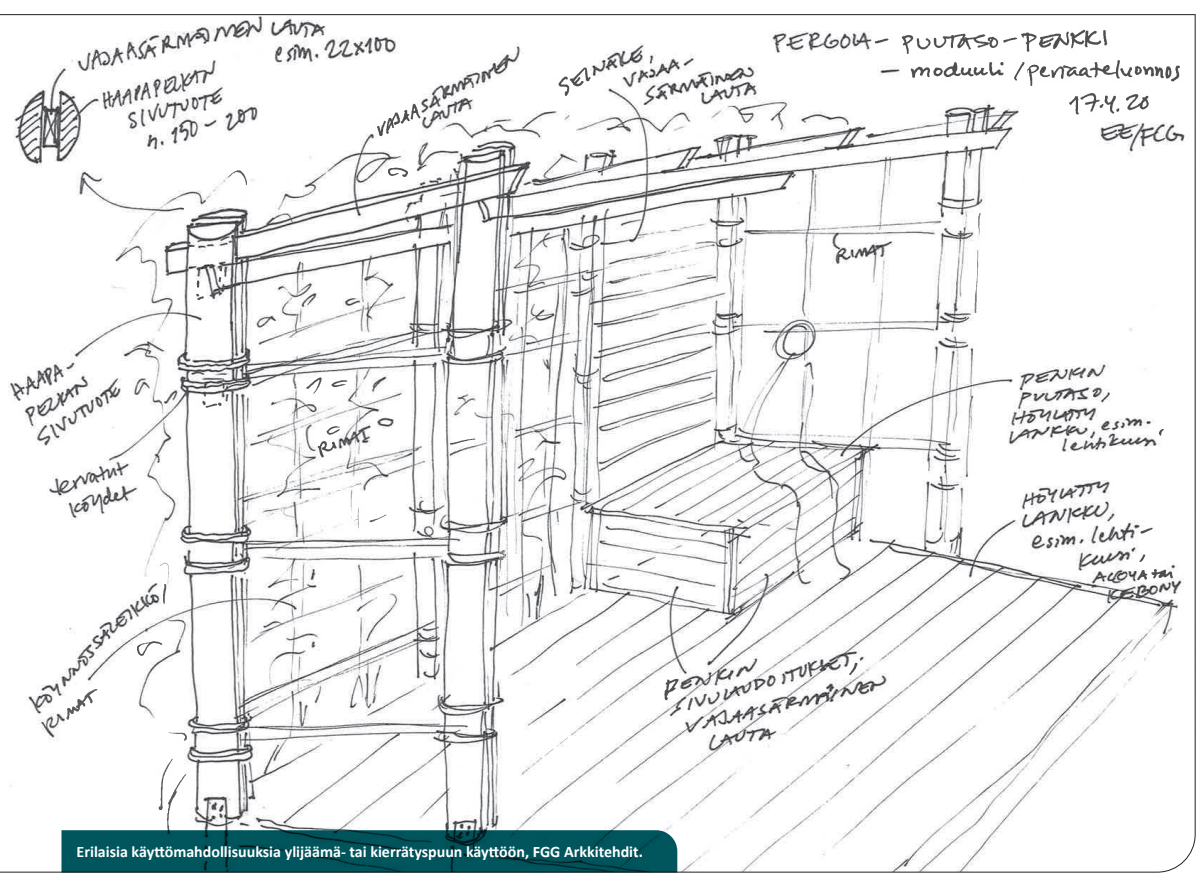 VAJAASÄRMÄINEN LAUTA
esim. 22x100
HAAPAPELKAN
SIVUTUOTE
n. 150 – 200
VAJAASÄRMÄINEN
LAUTA
SEINÄKE,
VAJAA-
SÄRMÄINEN
LAUTA
PERGOLA – PUUTASO – PENKKI
– moduuli / periaateluonnos
17.4.20
EE/FCG
RIMAT
HAAPA-
PELKAN
SIVUTUOTE
tervatut
köydet
RIMAT
KÖYNNÖSSÄLEIKKÖ/
RIMAT
PENKIN
PUUTASO,
HÖYLÄTTY
LANKKU, esim.
lehtikuusi
HÖYLÄTTY
LANKKU,
esim. lehti-
kuusi,
ACCOYA tai
KEBONY
PENKIN
SIVULAUDOITUKSET,
VAJAASÄRMÄINEN
LAUTA
Erilaisia käyttömahdollisuuksia ylijäämä- tai kierrätyspuun käyttöön, FGG Arkkitehdit.